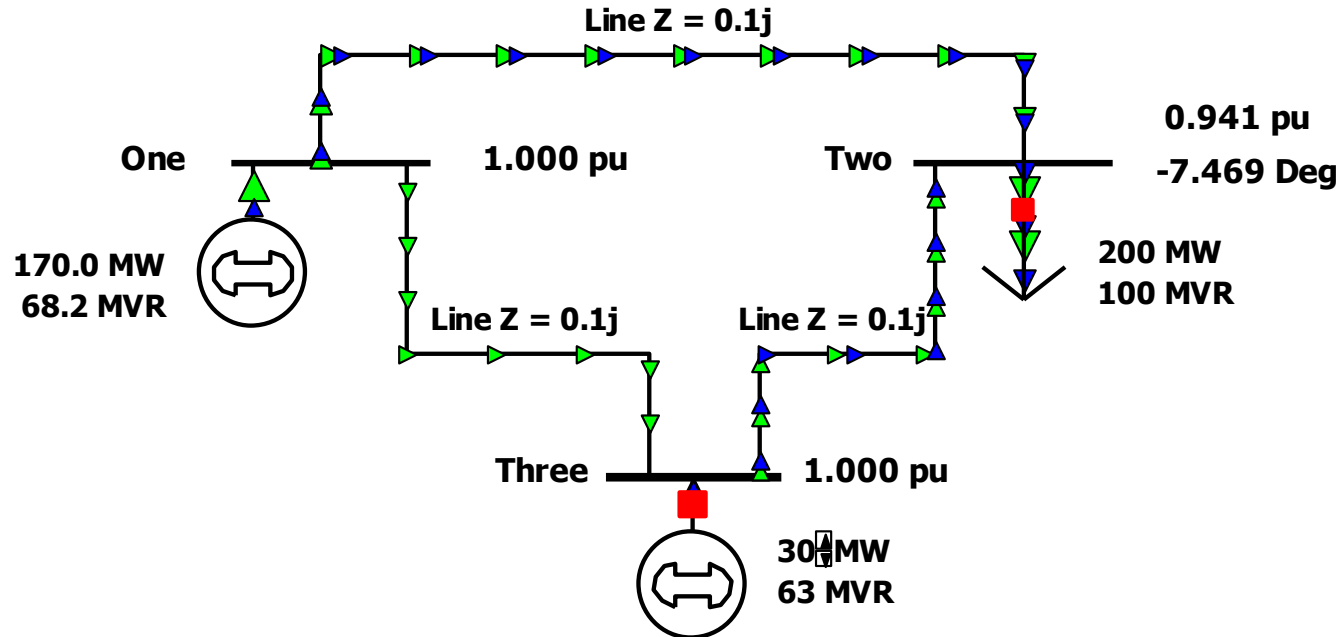 Line Z = 0.1j
One
1.000 pu
Two
0.941 pu
-7.469 Deg
170.0 MW
68.2 MVR
200 MW
100 MVR
Line Z = 0.1j
Line Z = 0.1j
Three
1.000 pu
30 MW
63 MVR